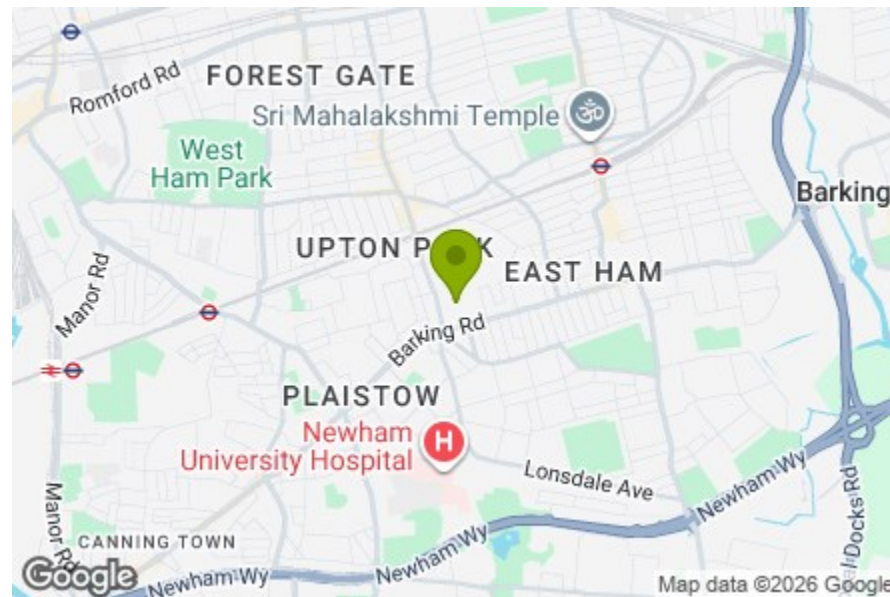 Romford Rd
FOREST GATE
Sri Mahalakshmi Temple
West
Ham Park
Barking
UPTON PARK
EAST HAM
Manor Rd
Barking Rd
PLAISTOW
Newham
University Hospital
H
Lonsdale Ave
Newham Wy
Manor Rd
CANNING TOWN
Newham Wy
Newham Wy
al Docks Rd
Google
Map data ©2026 Google